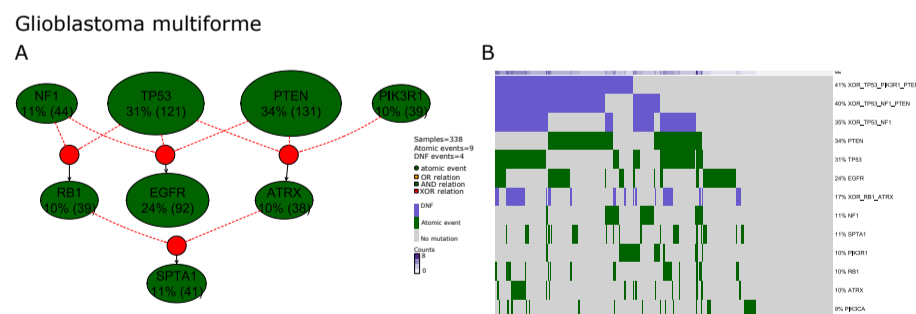 Glioblastoma multiforme
A
B
NF1
11% (44)
TP53
31% (121)
PTEN
34% (131)
PIK3R1
10% (39)
RB1
10% (39)
EGFR
24% (92)
ATRX
10% (38)
SPTA1
11% (41)
Samples=338
Atomic events=9
DNF events=4
atomic event
OR relation
AND relation
XOR relation
DNF
Atomic event
No mutation
Counts
8
0
41% XOR_TP53_PIK3R1_PTEN
40% XOR_TP53_NF1_PTEN
35% XOR_TP53_NF1
34% PTEN
31% TP53
24% EGFR
17% XOR_RB1_ATRX
11% NF1
11% SPTA1
10% PIK3R1
10% RB1
10% ATRX
9% PIK3CA